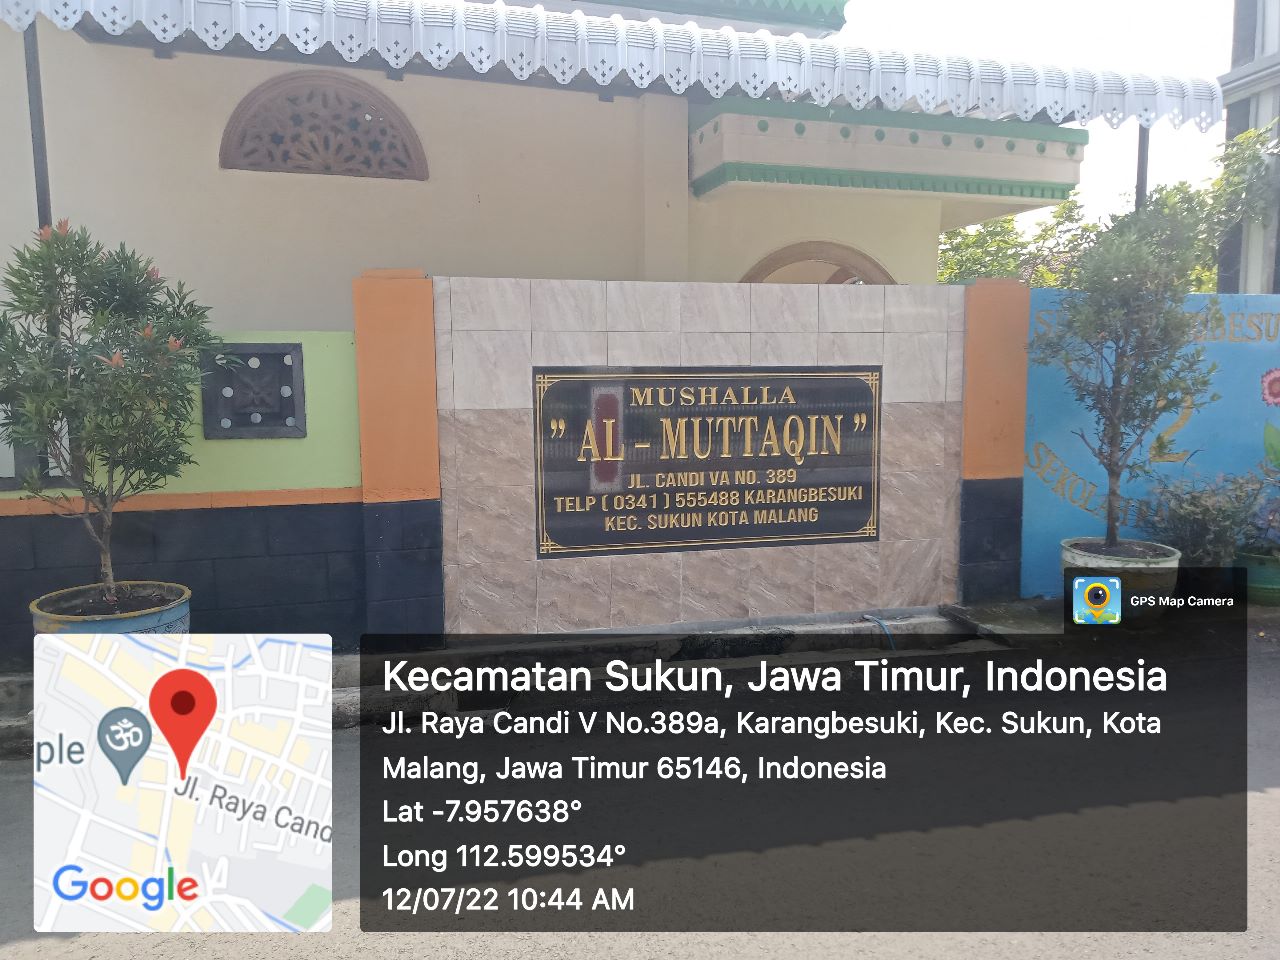 MUSHALLA
" AL - MUTTAQIN "
JL. CANDI VA NO. 389
TELP ( 0341 ) 555488 KARANGBESUKI
KEC. SUKUN KOTA MALANG
2
GPS Map Camera
ple
Jl. Raya Cand
Google
Kecamatan Sukun, Jawa Timur, Indonesia
Jl. Raya Candi V No.389a, Karangbesuki, Kec. Sukun, Kota
Malang, Jawa Timur 65146, Indonesia
Lat -7.957638°
Long 112.599534°
12/07/22 10:44 AM